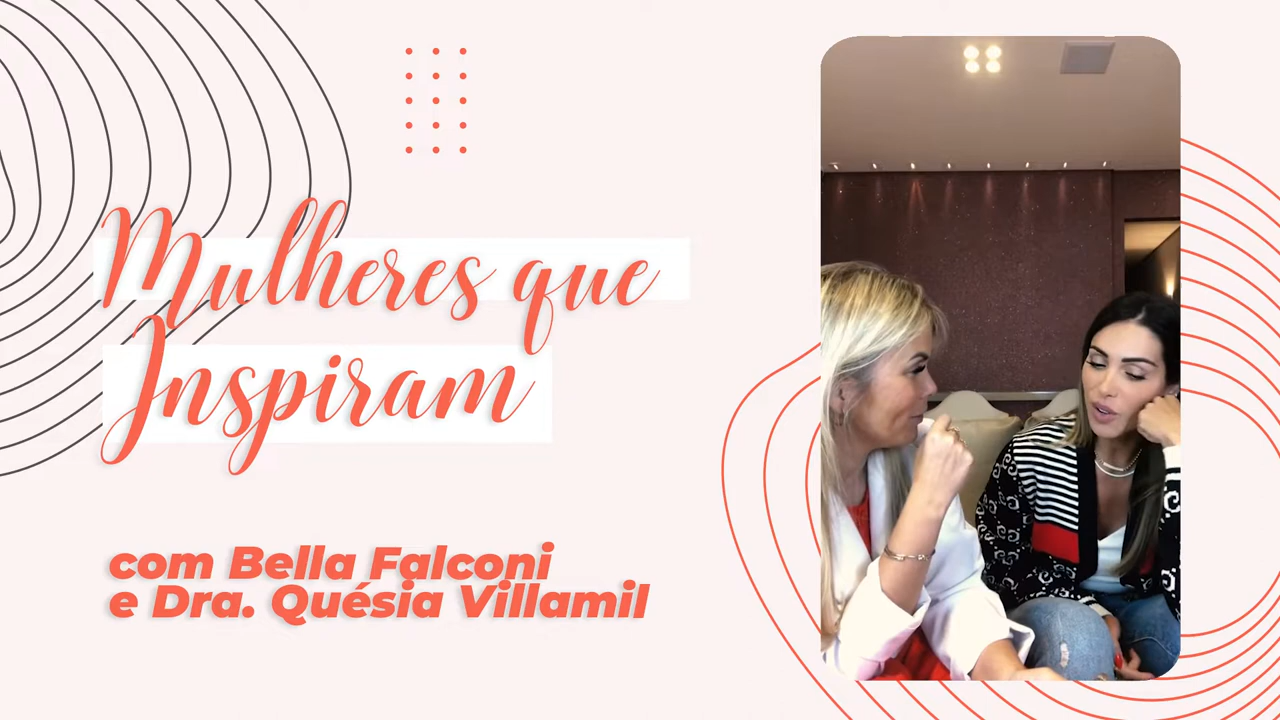 Mulheres que
Inspiram
com Bella Falconi
e Dra. Quésia Villamil